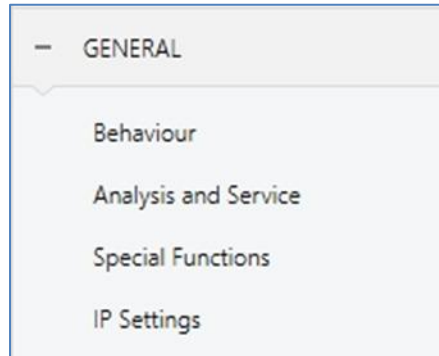 GENERAL
Behaviour
Analysis and Service
Special Functions
IP Settings